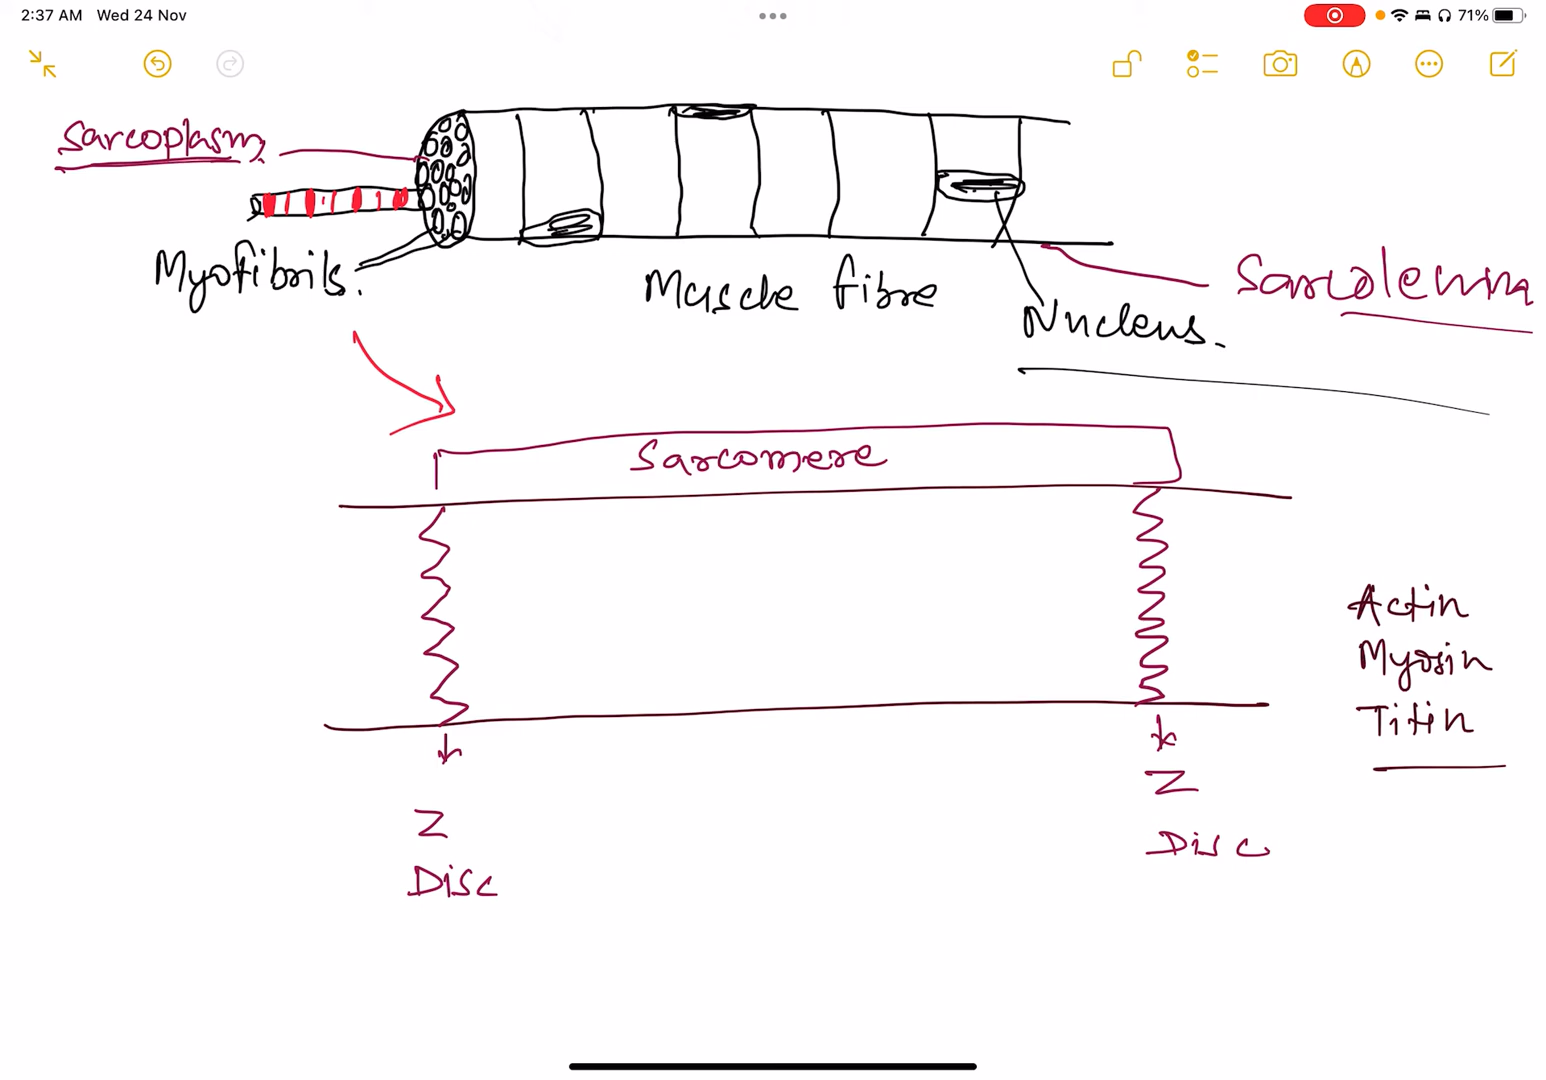 2:37 AM Wed 24 Nov
71%
Sarcoplasm
Myofibrils.
Muscle fibre
Sarcolemma
Nucleus.
Sarcomere
Actin
Myosin
Titin
Z
Disc
Z
Disc